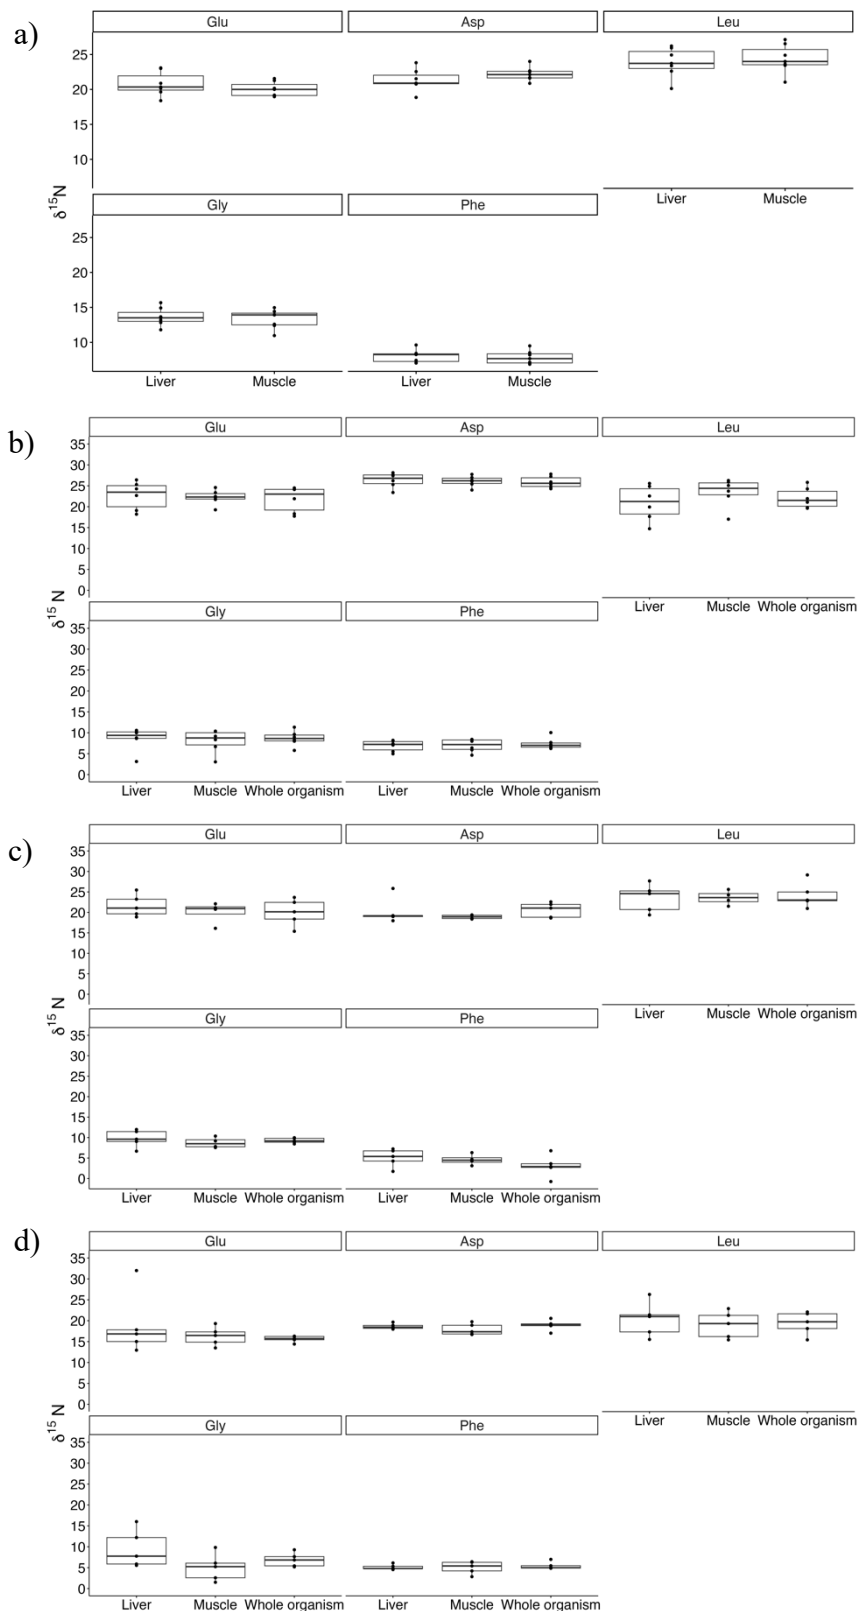 a)
Glu Asp Leu
25
20
15
10
δ¹⁵N
Liver Muscle
Gly Phe
25
20
15
10
Liver Muscle Liver Muscle
b)
Glu Asp Leu
35
30
25
20
15
10
5
0
δ¹⁵ N
Liver Muscle Whole organism
Gly Phe
35
30
25
20
15
10
5
0
Liver Muscle Whole organism Liver Muscle Whole organism
c)
Glu Asp Leu
35
30
25
20
15
10
5
0
δ¹⁵ N
Liver Muscle Whole organism
Gly Phe
35
30
25
20
15
10
5
0
Liver Muscle Whole organism Liver Muscle Whole organism
d)
Glu Asp Leu
35
30
25
20
15
10
5
0
δ¹⁵ N
Liver Muscle Whole organism
Gly Phe
35
30
25
20
15
10
5
0
Liver Muscle Whole organism Liver Muscle Whole organism